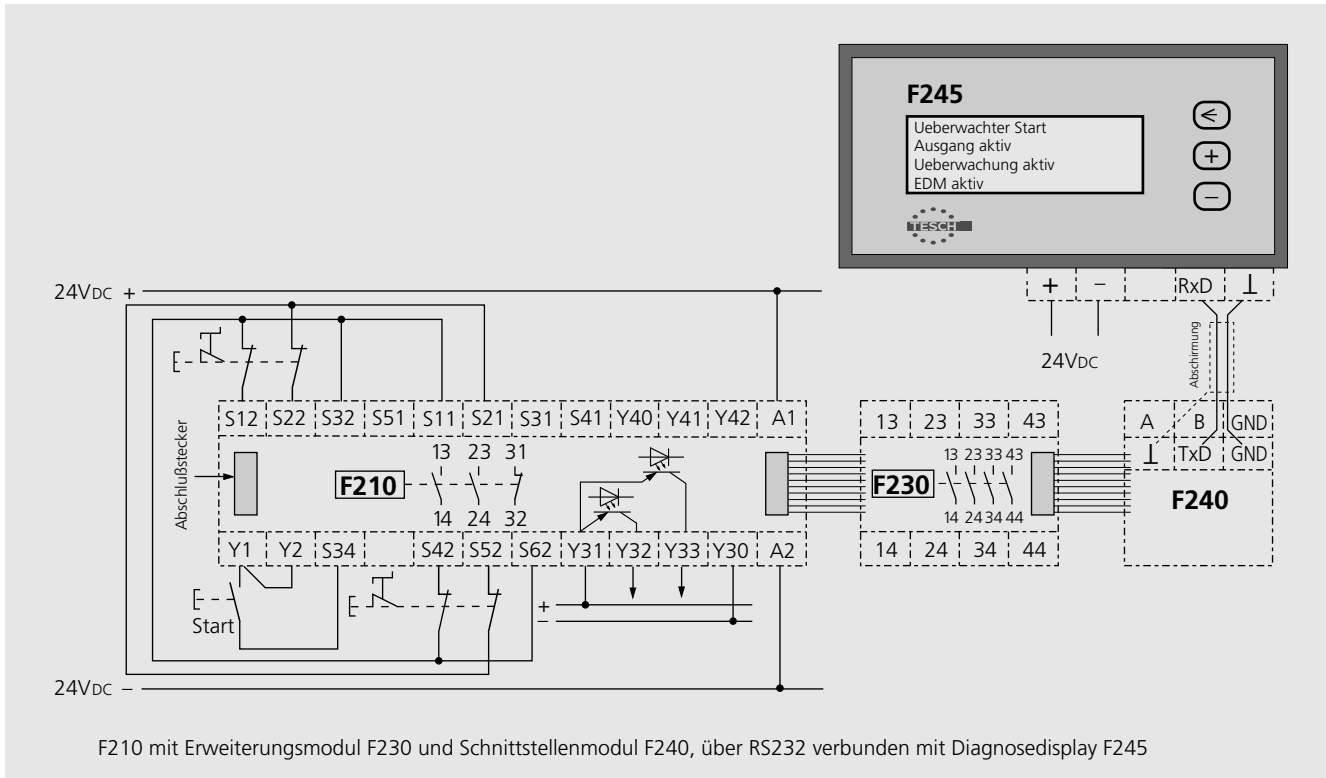 F245
Ueberwachter Start
Ausgang aktiv
Ueberwachung aktiv
EDM aktiv
+
−
TESCH
+ − RxD ⊥
24VDC
Abschirmung
24VDC +
S12 S22 S32 S51 S11 S21 S31 S41 Y40 Y41 Y42 A1
13 23 33 43
A B GND
⊥ TxD GND
F240
Abschlußstecker
F210
13 23 31
14 24 32
F230
13 23 33 43
14 24 34 44
Y1 Y2 S34 S42 S52 S62 Y31 Y32 Y33 Y30 A2
14 24 34 44
Start
+
−
24VDC −
F210 mit Erweiterungsmodul F230 und Schnittstellenmodul F240, über RS232 verbunden mit Diagnosedisplay F245